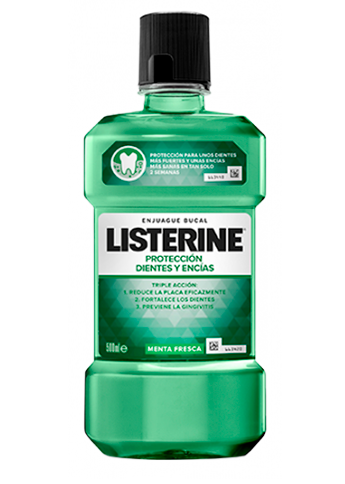 PROTECCIÓN PARA UNOS DIENTES
MÁS FUERTES Y UNAS ENCÍAS
MÁS SANAS EN TAN SOLO
2 SEMANAS
ENJUAGUE BUCAL
LISTERINE®
PROTECCIÓN
DIENTES Y ENCÍAS
TRIPLE ACCIÓN:
1. REDUCE LA PLACA EFICAZMENTE
2. FORTALECE LOS DIENTES
3. PREVIENE LA GINGIVITIS
500ml e
MENTA FRESCA